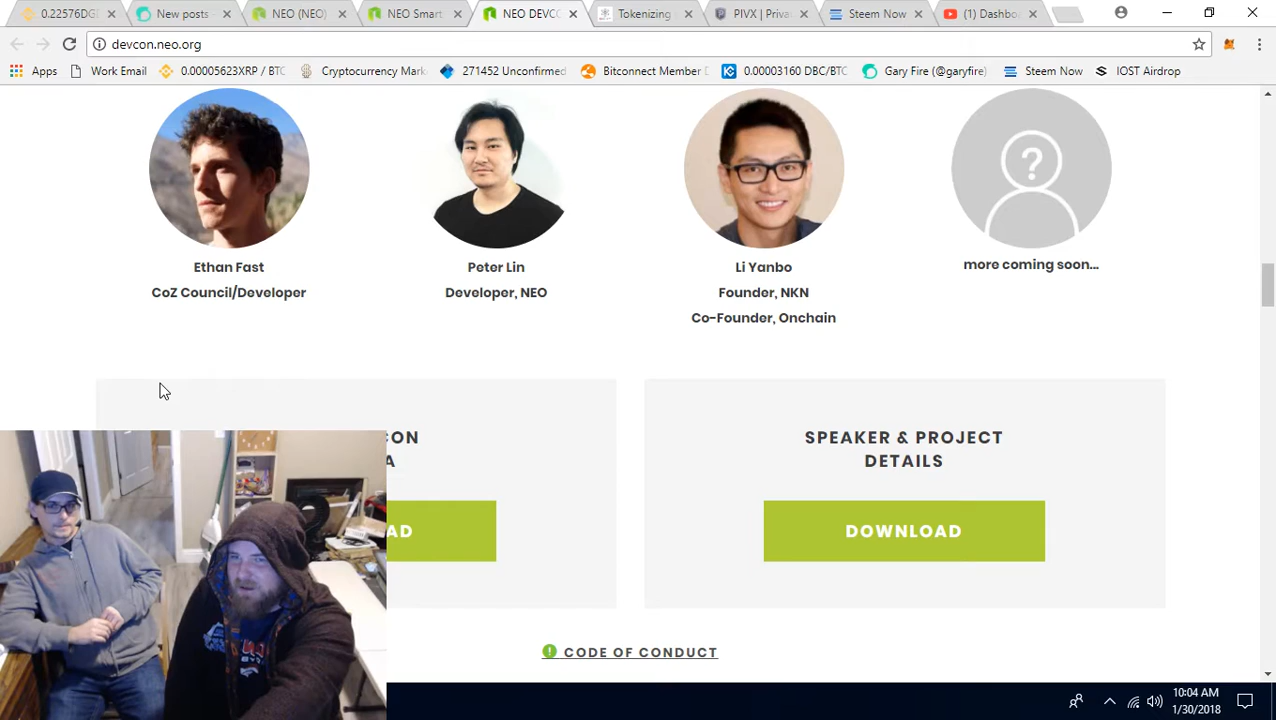 0.22576DGD
New posts
NEO (NEO)
NEO Smart
NEO DEVCO
Tokenizing
PIVX | Priva
Steem Now
(1) Dashbo
devcon.neo.org
Apps
Work Email
0.00005623XRP / BTC
Cryptocurrency Mark
271452 Unconfirmed
Bitconnect Member D
0.00003160 DBC/BTC
Gary Fire (@garyfire)
Steem Now
IOST Airdrop
Ethan Fast
CoZ Council/Developer
Peter Lin
Developer, NEO
Li Yanbo
Founder, NKN
Co-Founder, Onchain
?
more coming soon...
CON
A
AD
SPEAKER & PROJECT
DETAILS
DOWNLOAD
! CODE OF CONDUCT
10:04 AM
1/30/2018